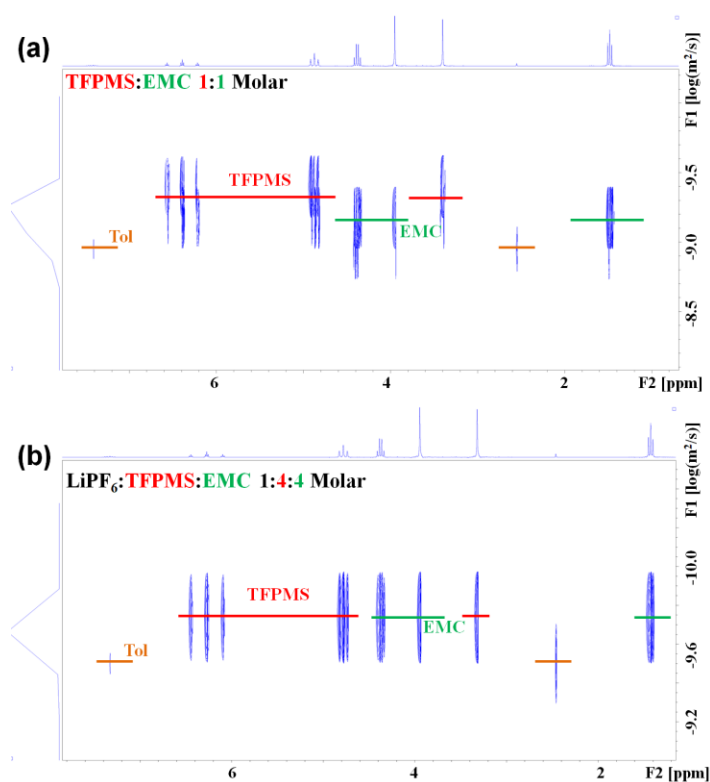 (a)
TFPMS:EMC 1:1 Molar
TFPMS
EMC
Tol
-9.5
-9.0
-8.5
F1 [log(m²/s)]
6 4 2 F2 [ppm]
(b)
LiPF₆:TFPMS:EMC 1:4:4 Molar
TFPMS
EMC
Tol
-10.0
-9.6
-9.2
F1 [log(m²/s)]
6 4 2 F2 [ppm]